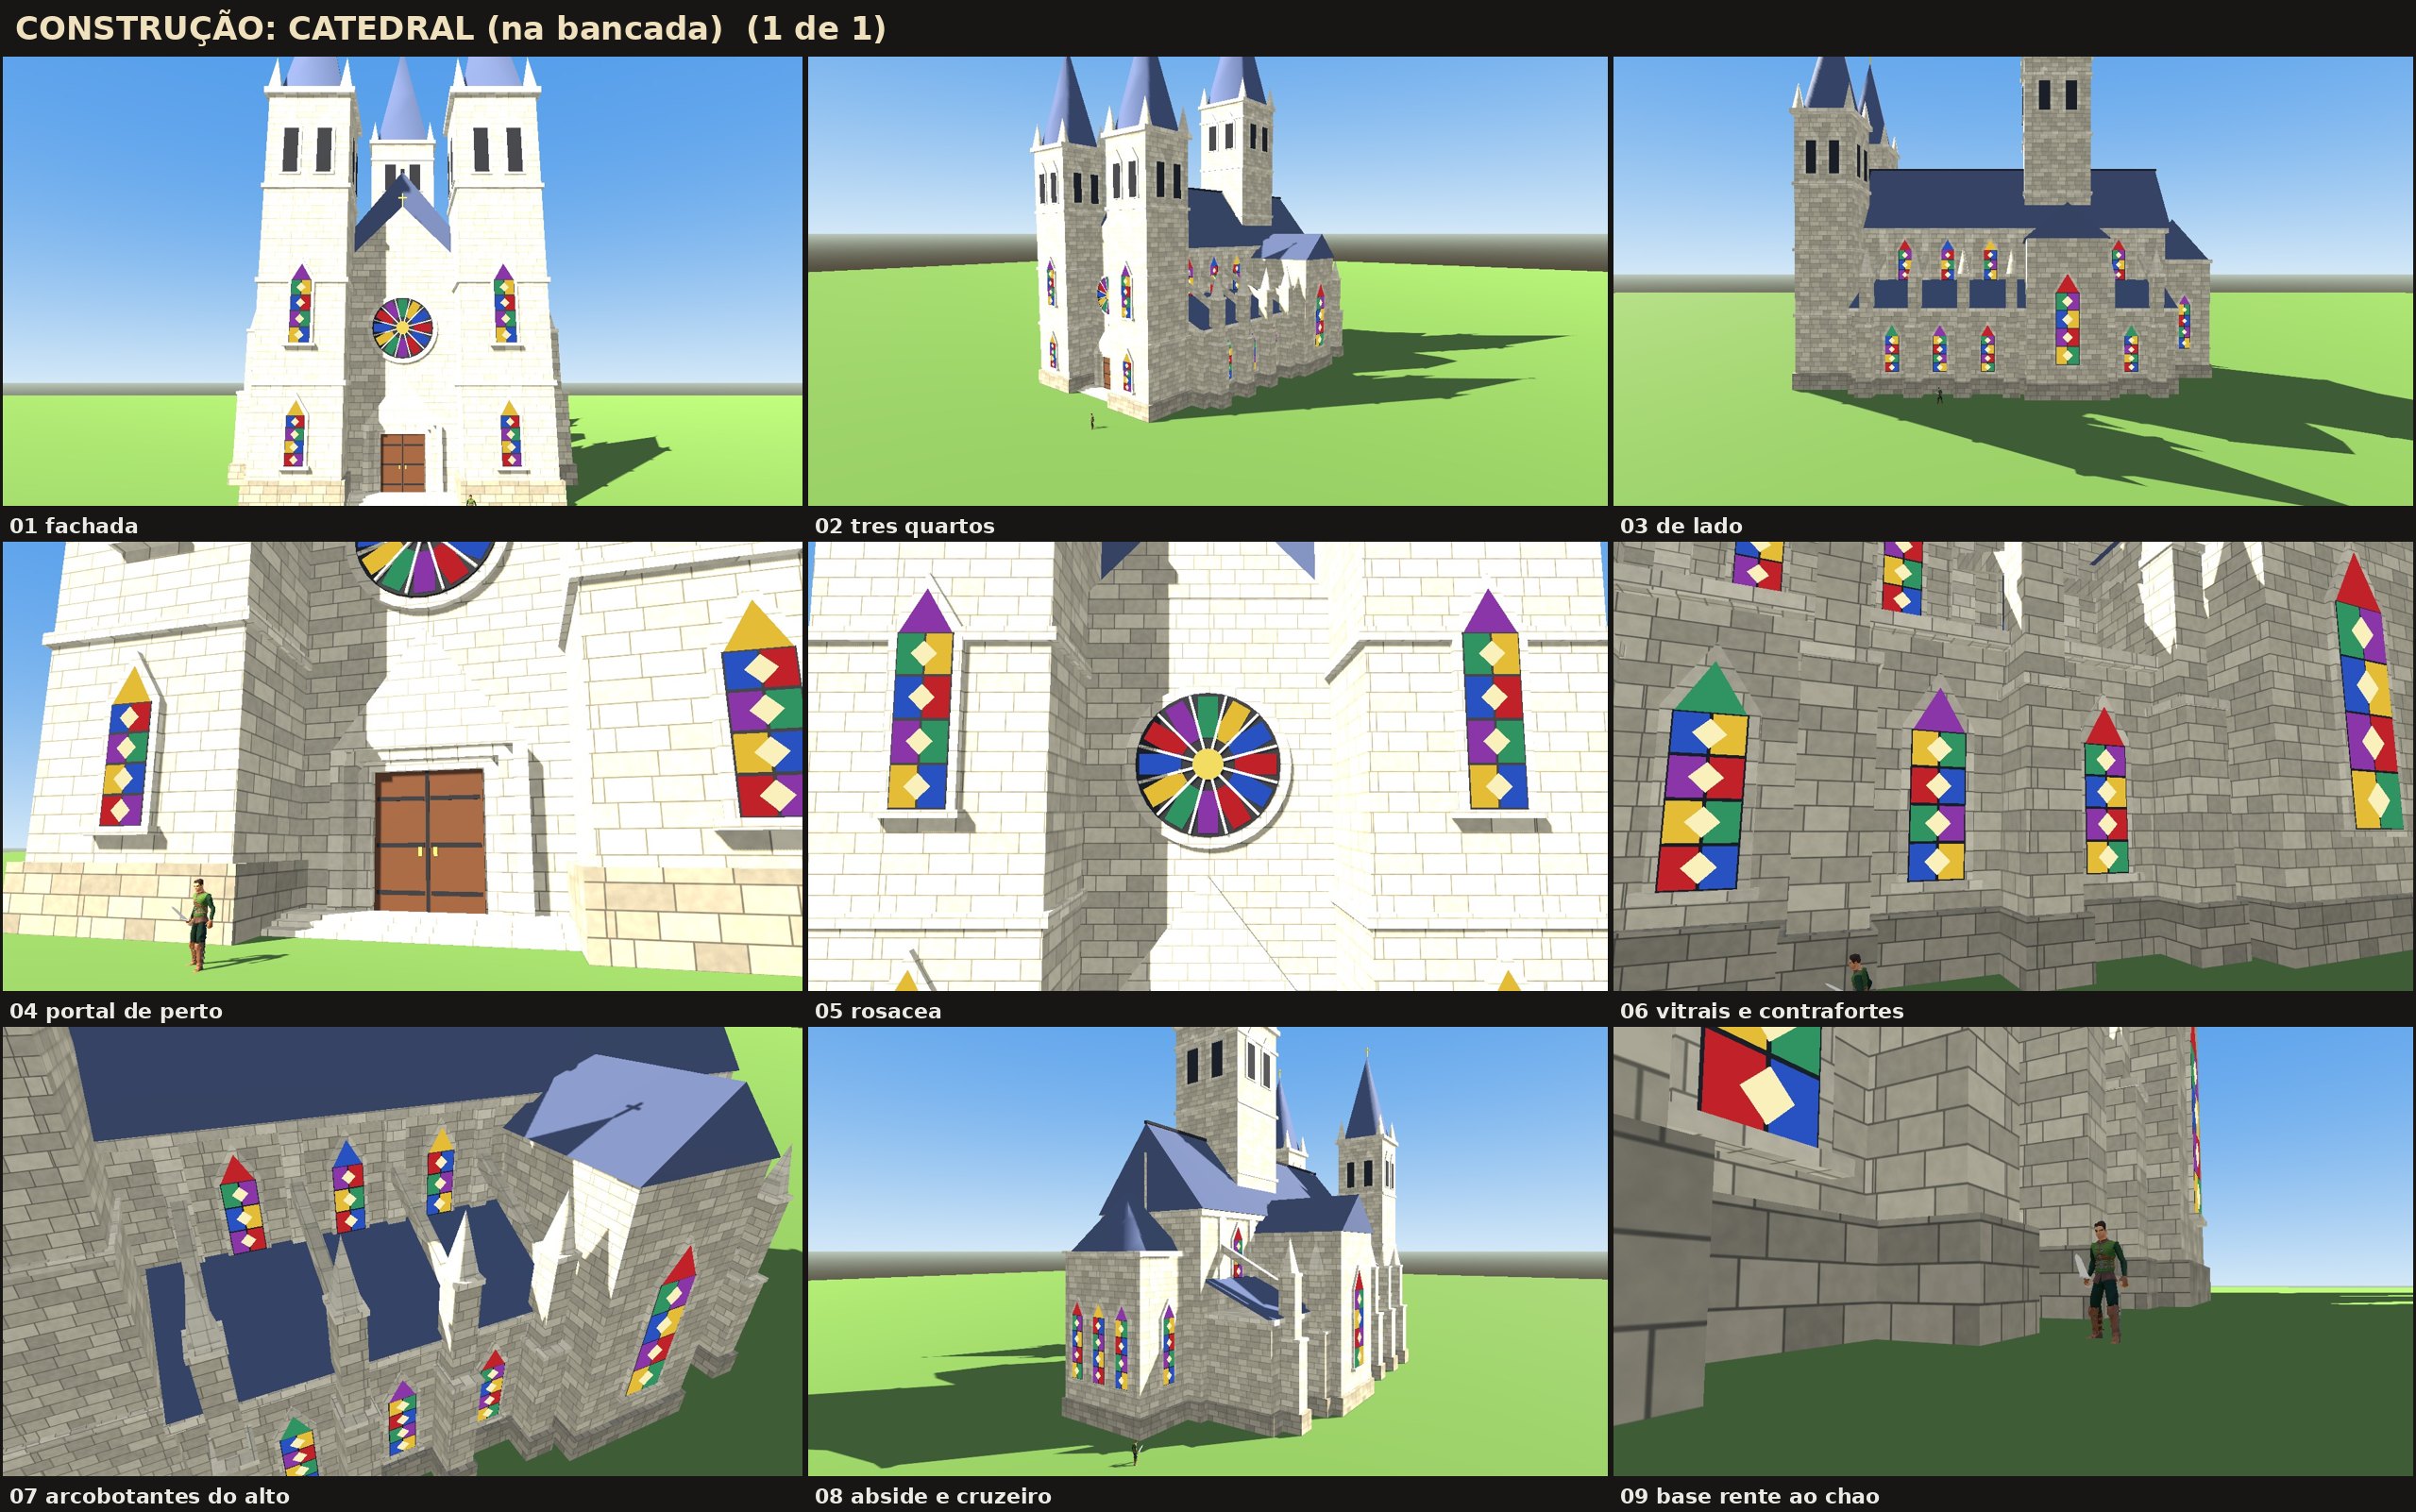 CONSTRUÇÃO: CATEDRAL (na bancada)  (1 de 1)
01 fachada
02 tres quartos
03 de lado
04 portal de perto
05 rosacea
06 vitrais e contrafortes
07 arcobotantes do alto
08 abside e cruzeiro
09 base rente ao chao